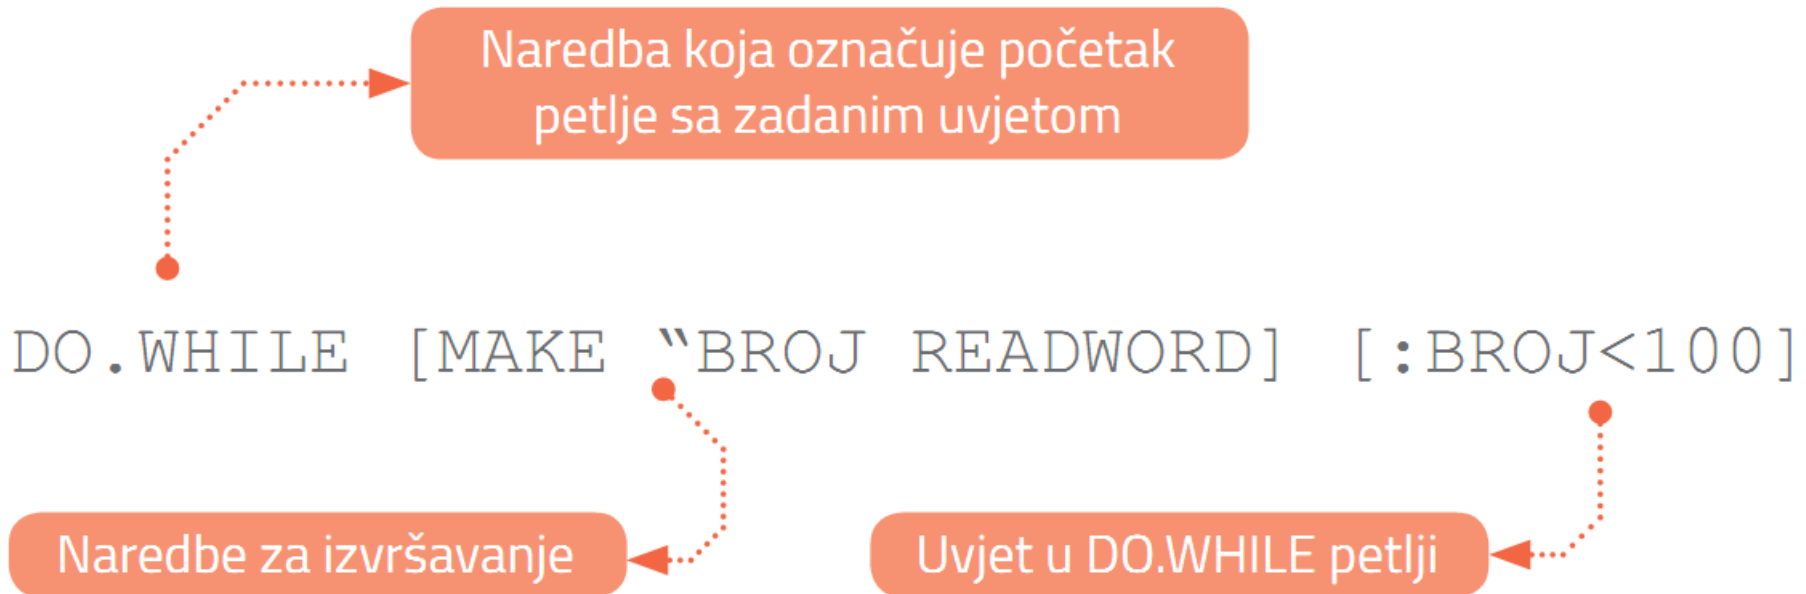 Naredba koja označuje početak
petlje sa zadanim uvjetom
DO.WHILE [MAKE “BROJ READWORD] [:BROJ<100]
Naredbe za izvršavanje
Uvjet u DO.WHILE petlji